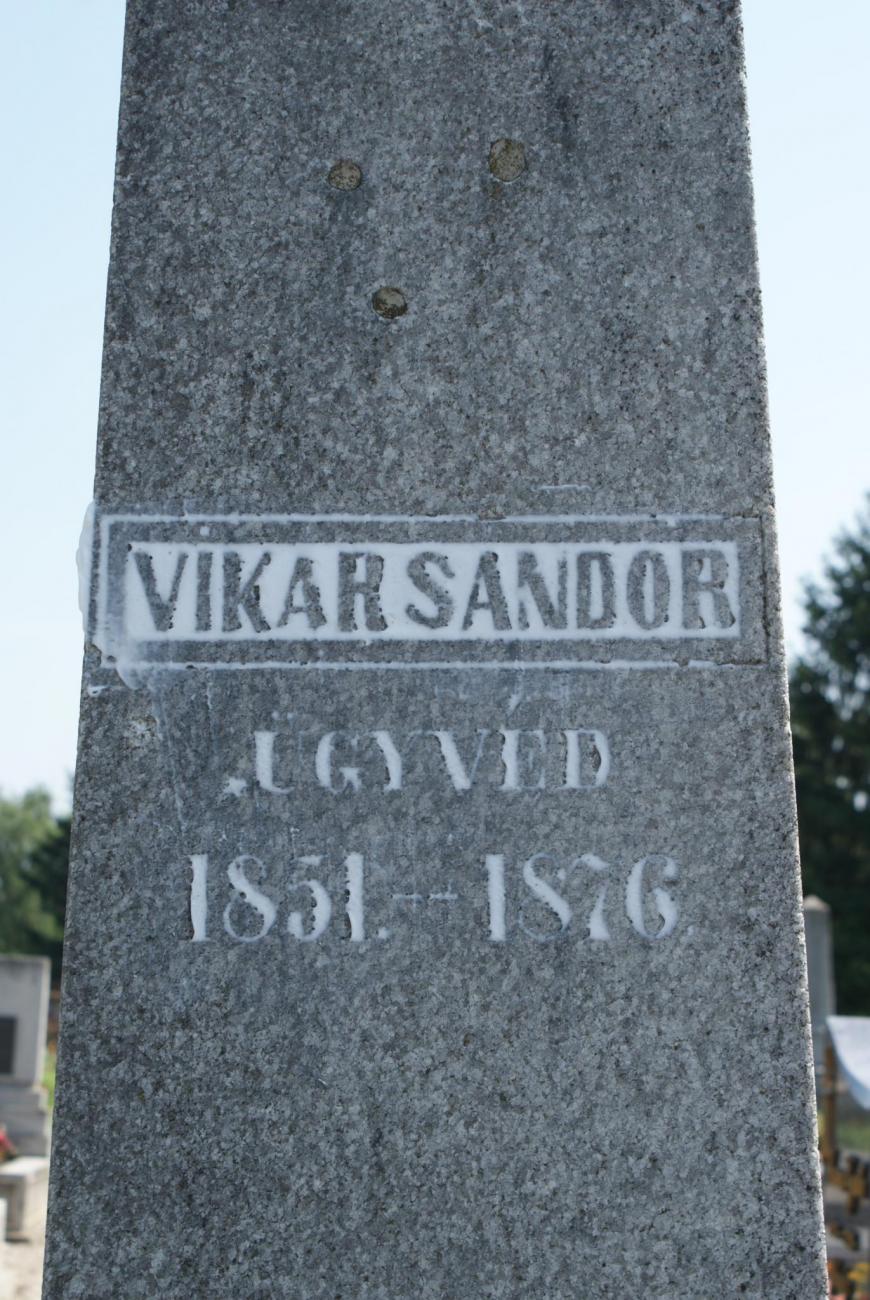 VIKAR SANDOR
ÜGYVÉD
1851.-- 1876.